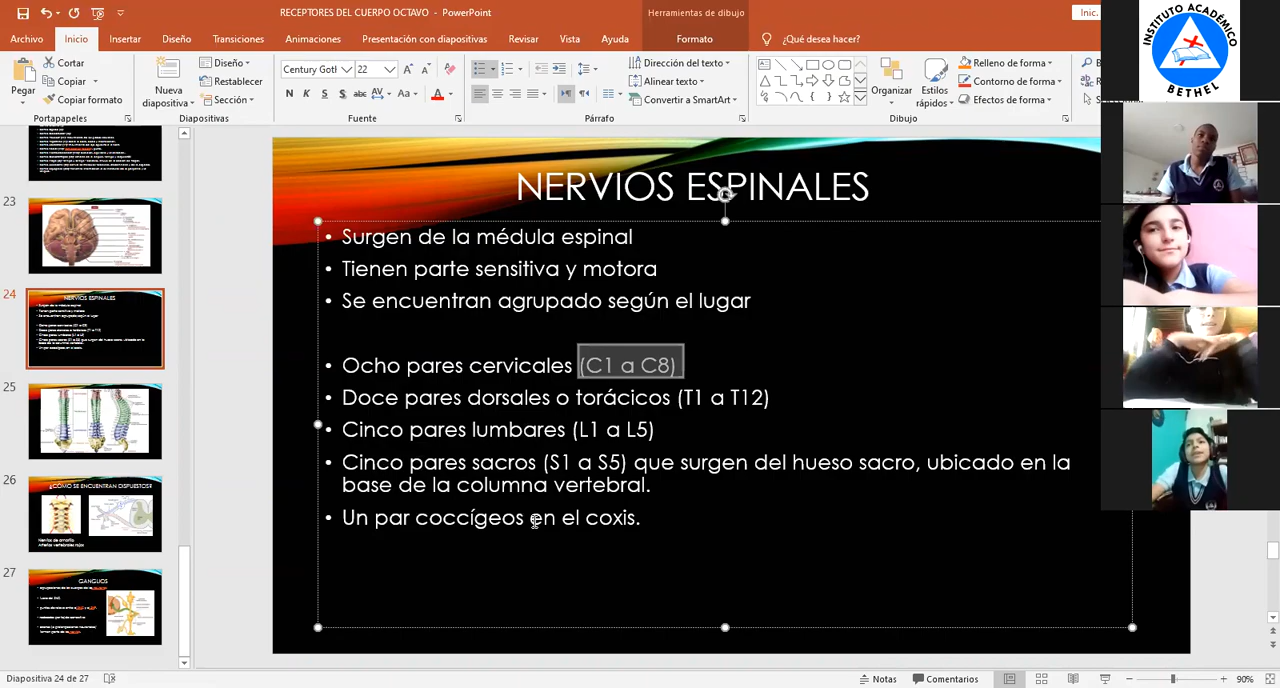 RECEPTORES DEL CUERPO OCTAVO - PowerPoint
Herramientas de dibujo
Inic.
Archivo Inicio Insertar Diseño Transiciones Animaciones Presentación con diapositivas Revisar Vista Ayuda Formato ¿Qué desea hacer?
Pegar
Cortar
Copiar
Copiar formato
Portapapeles
Nueva diapositiva
Diseño
Restablecer
Sección
Diapositivas
Century Gotl 22
N K S S abc AV Aa A
Fuente
Dirección del texto
Alinear texto
Convertir a SmartArt
Párrafo
Organizar
Estilos rápidos
Relleno de forma
Contorno de forma
Efectos de forma
Dibujo
INSTITUTO ACADÉMICO
BETHEL
23
24
NERVIOS ESPINALES
25
26
¿CÓMO SE ENCUENTRAN DISPUESTOS?
Nervios de amarillo.
Arterias vertebrales rojas
27
GANGLIOS
NERVIOS ESPINALES
• Surgen de la médula espinal
• Tienen parte sensitiva y motora
• Se encuentran agrupado según el lugar
• Ocho pares cervicales (C1 a C8)
• Doce pares dorsales o torácicos (T1 a T12)
• Cinco pares lumbares (L1 a L5)
• Cinco pares sacros (S1 a S5) que surgen del hueso sacro, ubicado en la
base de la columna vertebral.
• Un par coccígeos en el coxis.
Diapositiva 24 de 27
Notas
Comentarios
90%